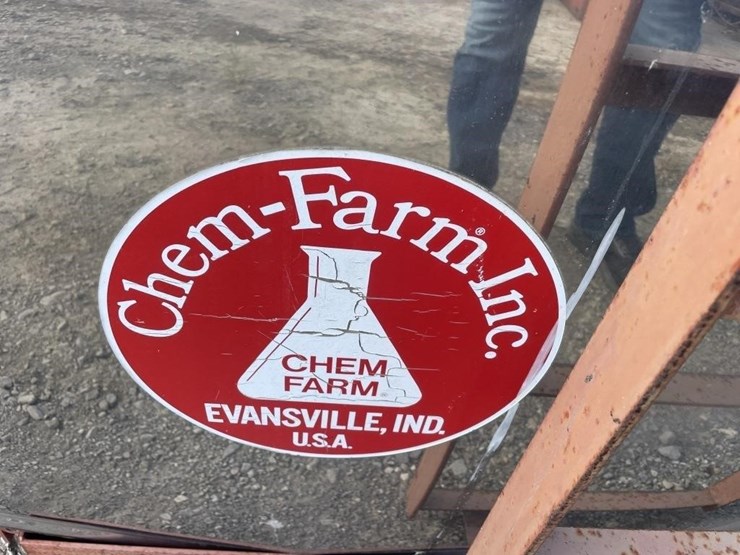 Chem-Farm® Inc.
CHEM
FARM
EVANSVILLE, IND.
U.S.A.